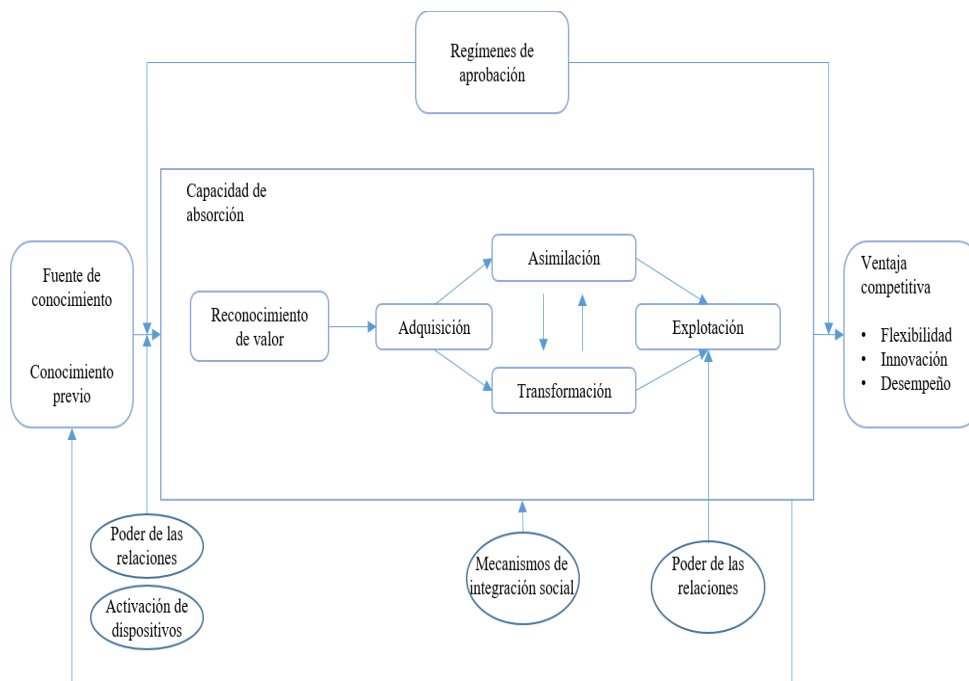 Regímenes de
aprobación
Capacidad de
absorción
Fuente de
conocimiento
Conocimiento
previo
Reconocimiento
de valor
Adquisición
Asimilación
Transformación
Explotación
Ventaja
competitiva
• Flexibilidad
• Innovación
• Desempeño
Poder de las
relaciones
Activación de
dispositivos
Mecanismos de
integración social
Poder de las
relaciones